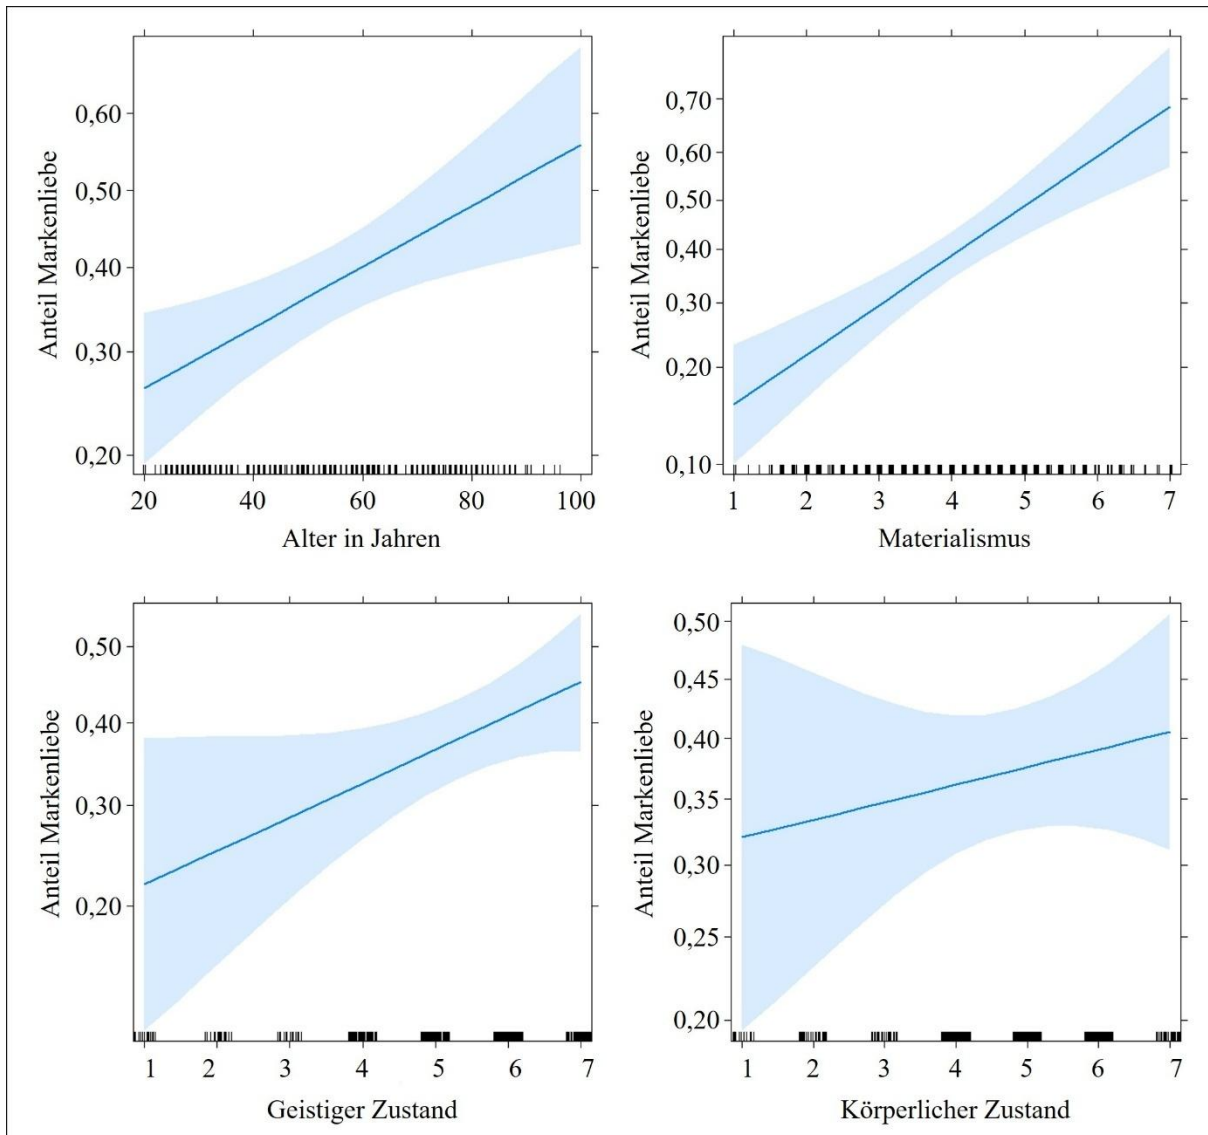 0,60
0,50
0,40
0,30
0,20
Anteil Markenliebe
20 40 60 80 100
Alter in Jahren
0,70
0,60
0,50
0,40
0,30
0,20
0,10
Anteil Markenliebe
1 2 3 4 5 6 7
Materialismus
0,50
0,40
0,30
0,20
Anteil Markenliebe
1 2 3 4 5 6 7
Geistiger Zustand
0,50
0,45
0,40
0,35
0,30
0,25
0,20
Anteil Markenliebe
1 2 3 4 5 6 7
Körperlicher Zustand